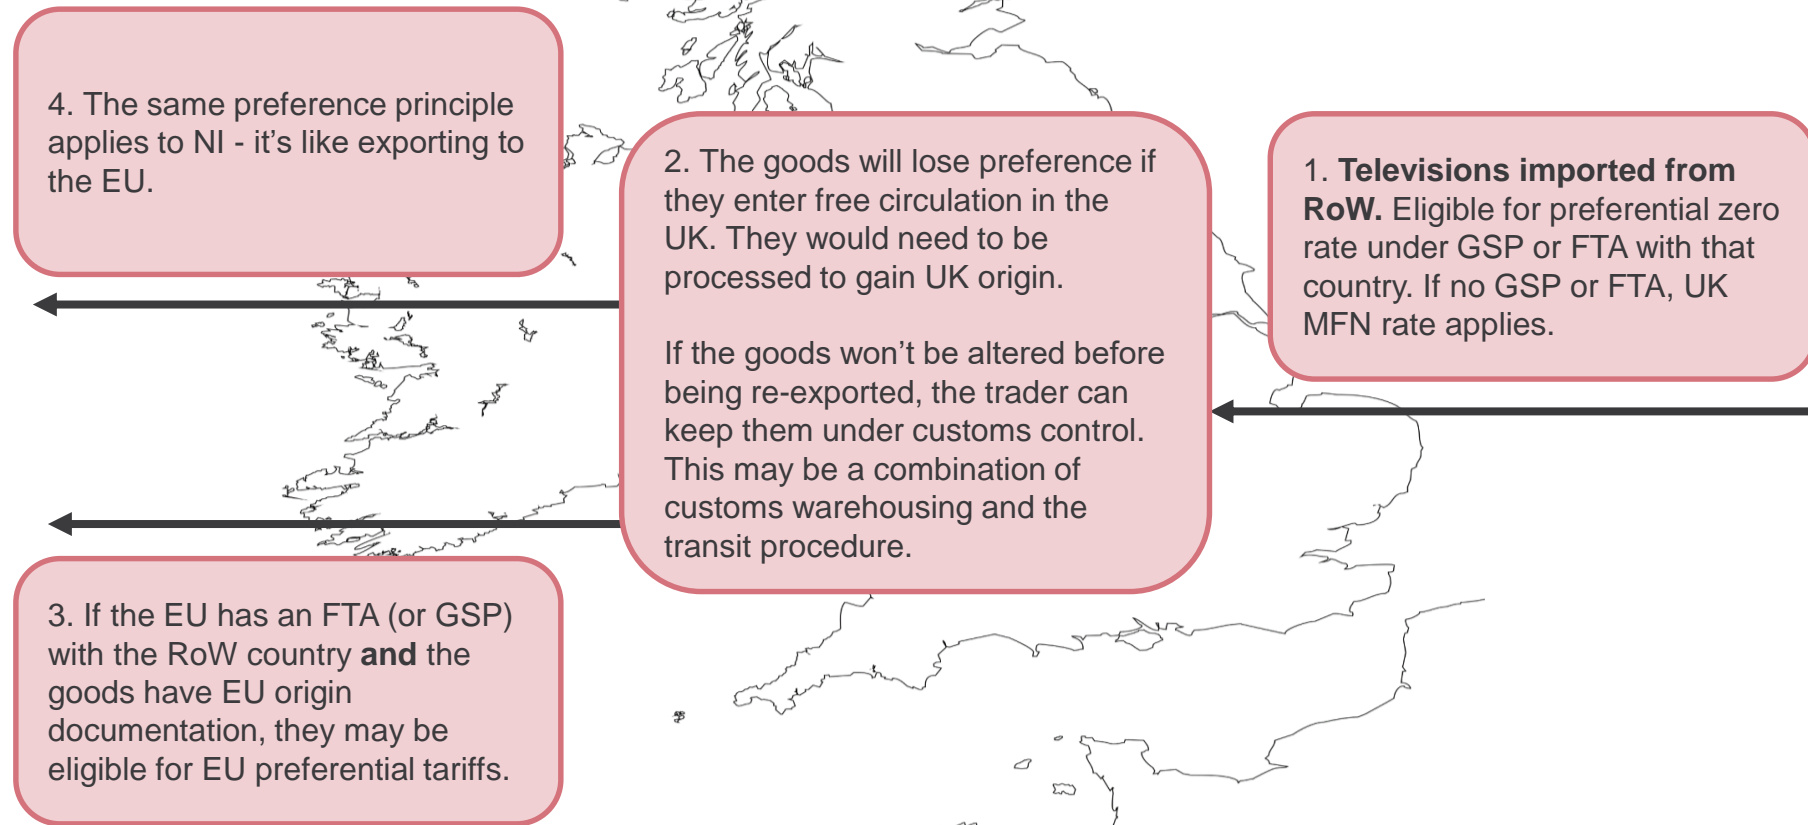 4. The same preference principle
applies to NI - it's like exporting to
the EU.
2. The goods will lose preference if
they enter free circulation in the
UK. They would need to be
processed to gain UK origin.
If the goods won’t be altered before
being re-exported, the trader can
keep them under customs control.
This may be a combination of
customs warehousing and the
transit procedure.
1. Televisions imported from
RoW. Eligible for preferential zero
rate under GSP or FTA with that
country. If no GSP or FTA, UK
MFN rate applies.
3. If the EU has an FTA (or GSP)
with the RoW country and the
goods have EU origin
documentation, they may be
eligible for EU preferential tariffs.